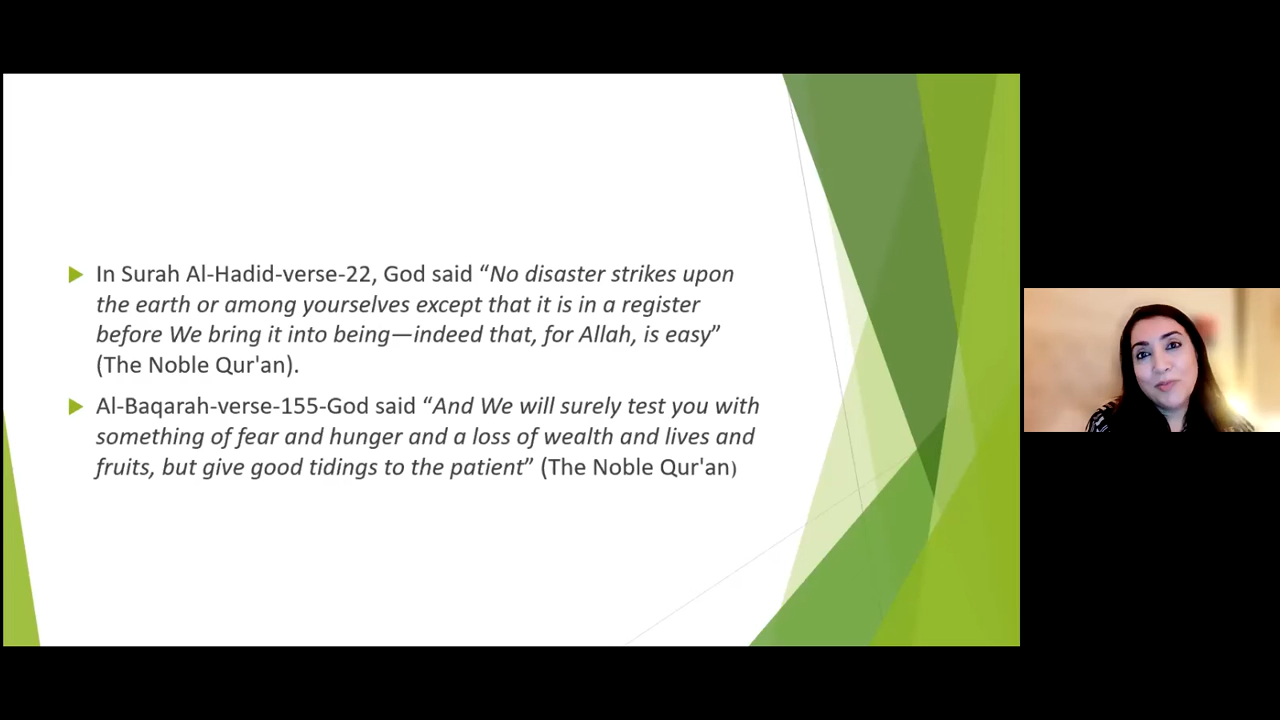 In Surah Al-Hadid-verse-22, God said “No disaster strikes upon
the earth or among yourselves except that it is in a register
before We bring it into being—indeed that, for Allah, is easy”
(The Noble Qur'an).
Al-Baqarah-verse-155-God said “And We will surely test you with
something of fear and hunger and a loss of wealth and lives and
fruits, but give good tidings to the patient” (The Noble Qur'an)